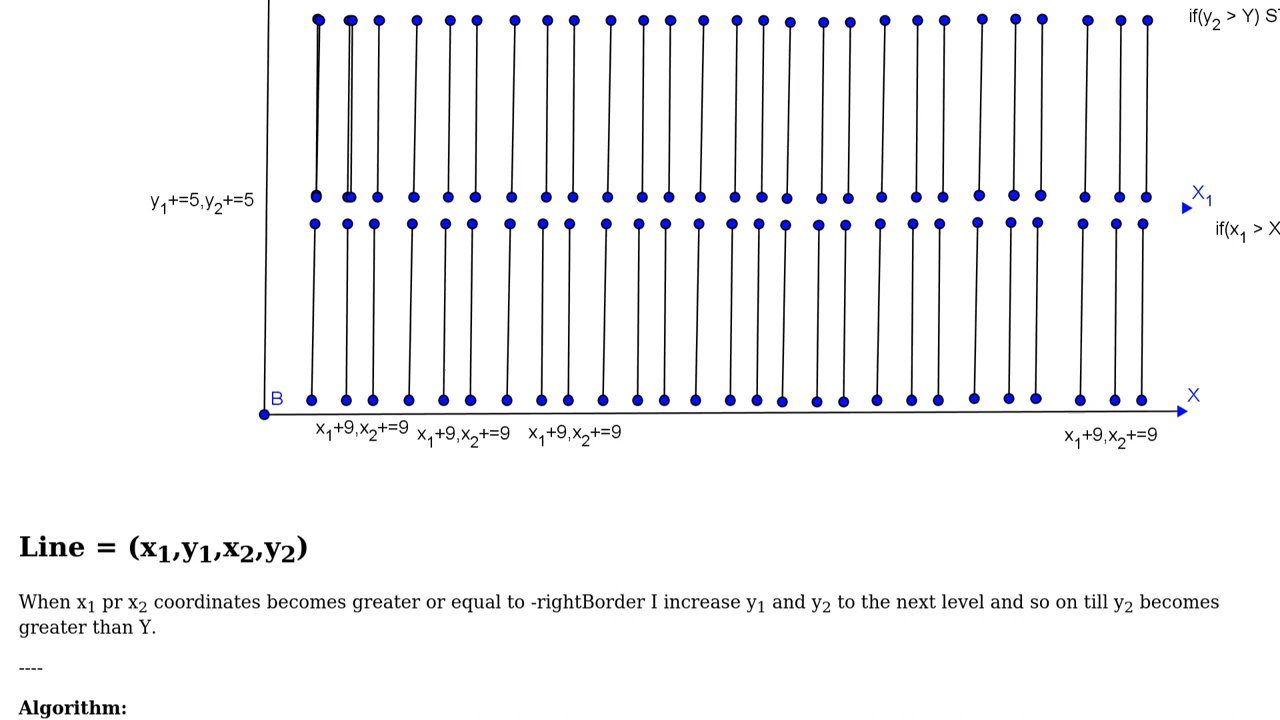 if(y₂ > Y) S
y₁+=5,y₂+=5
X₁
if(x₁ > X
B
X
x₁+9,x₂+=9
x₁+9,x₂+=9
x₁+9,x₂+=9
x₁+9,x₂+=9
Line = (x₁,y₁,x₂,y₂)
When x₁ pr x₂ coordinates becomes greater or equal to -rightBorder I increase y₁ and y₂ to the next level and so on till y₂ becomes
greater than Y.
----
Algorithm: